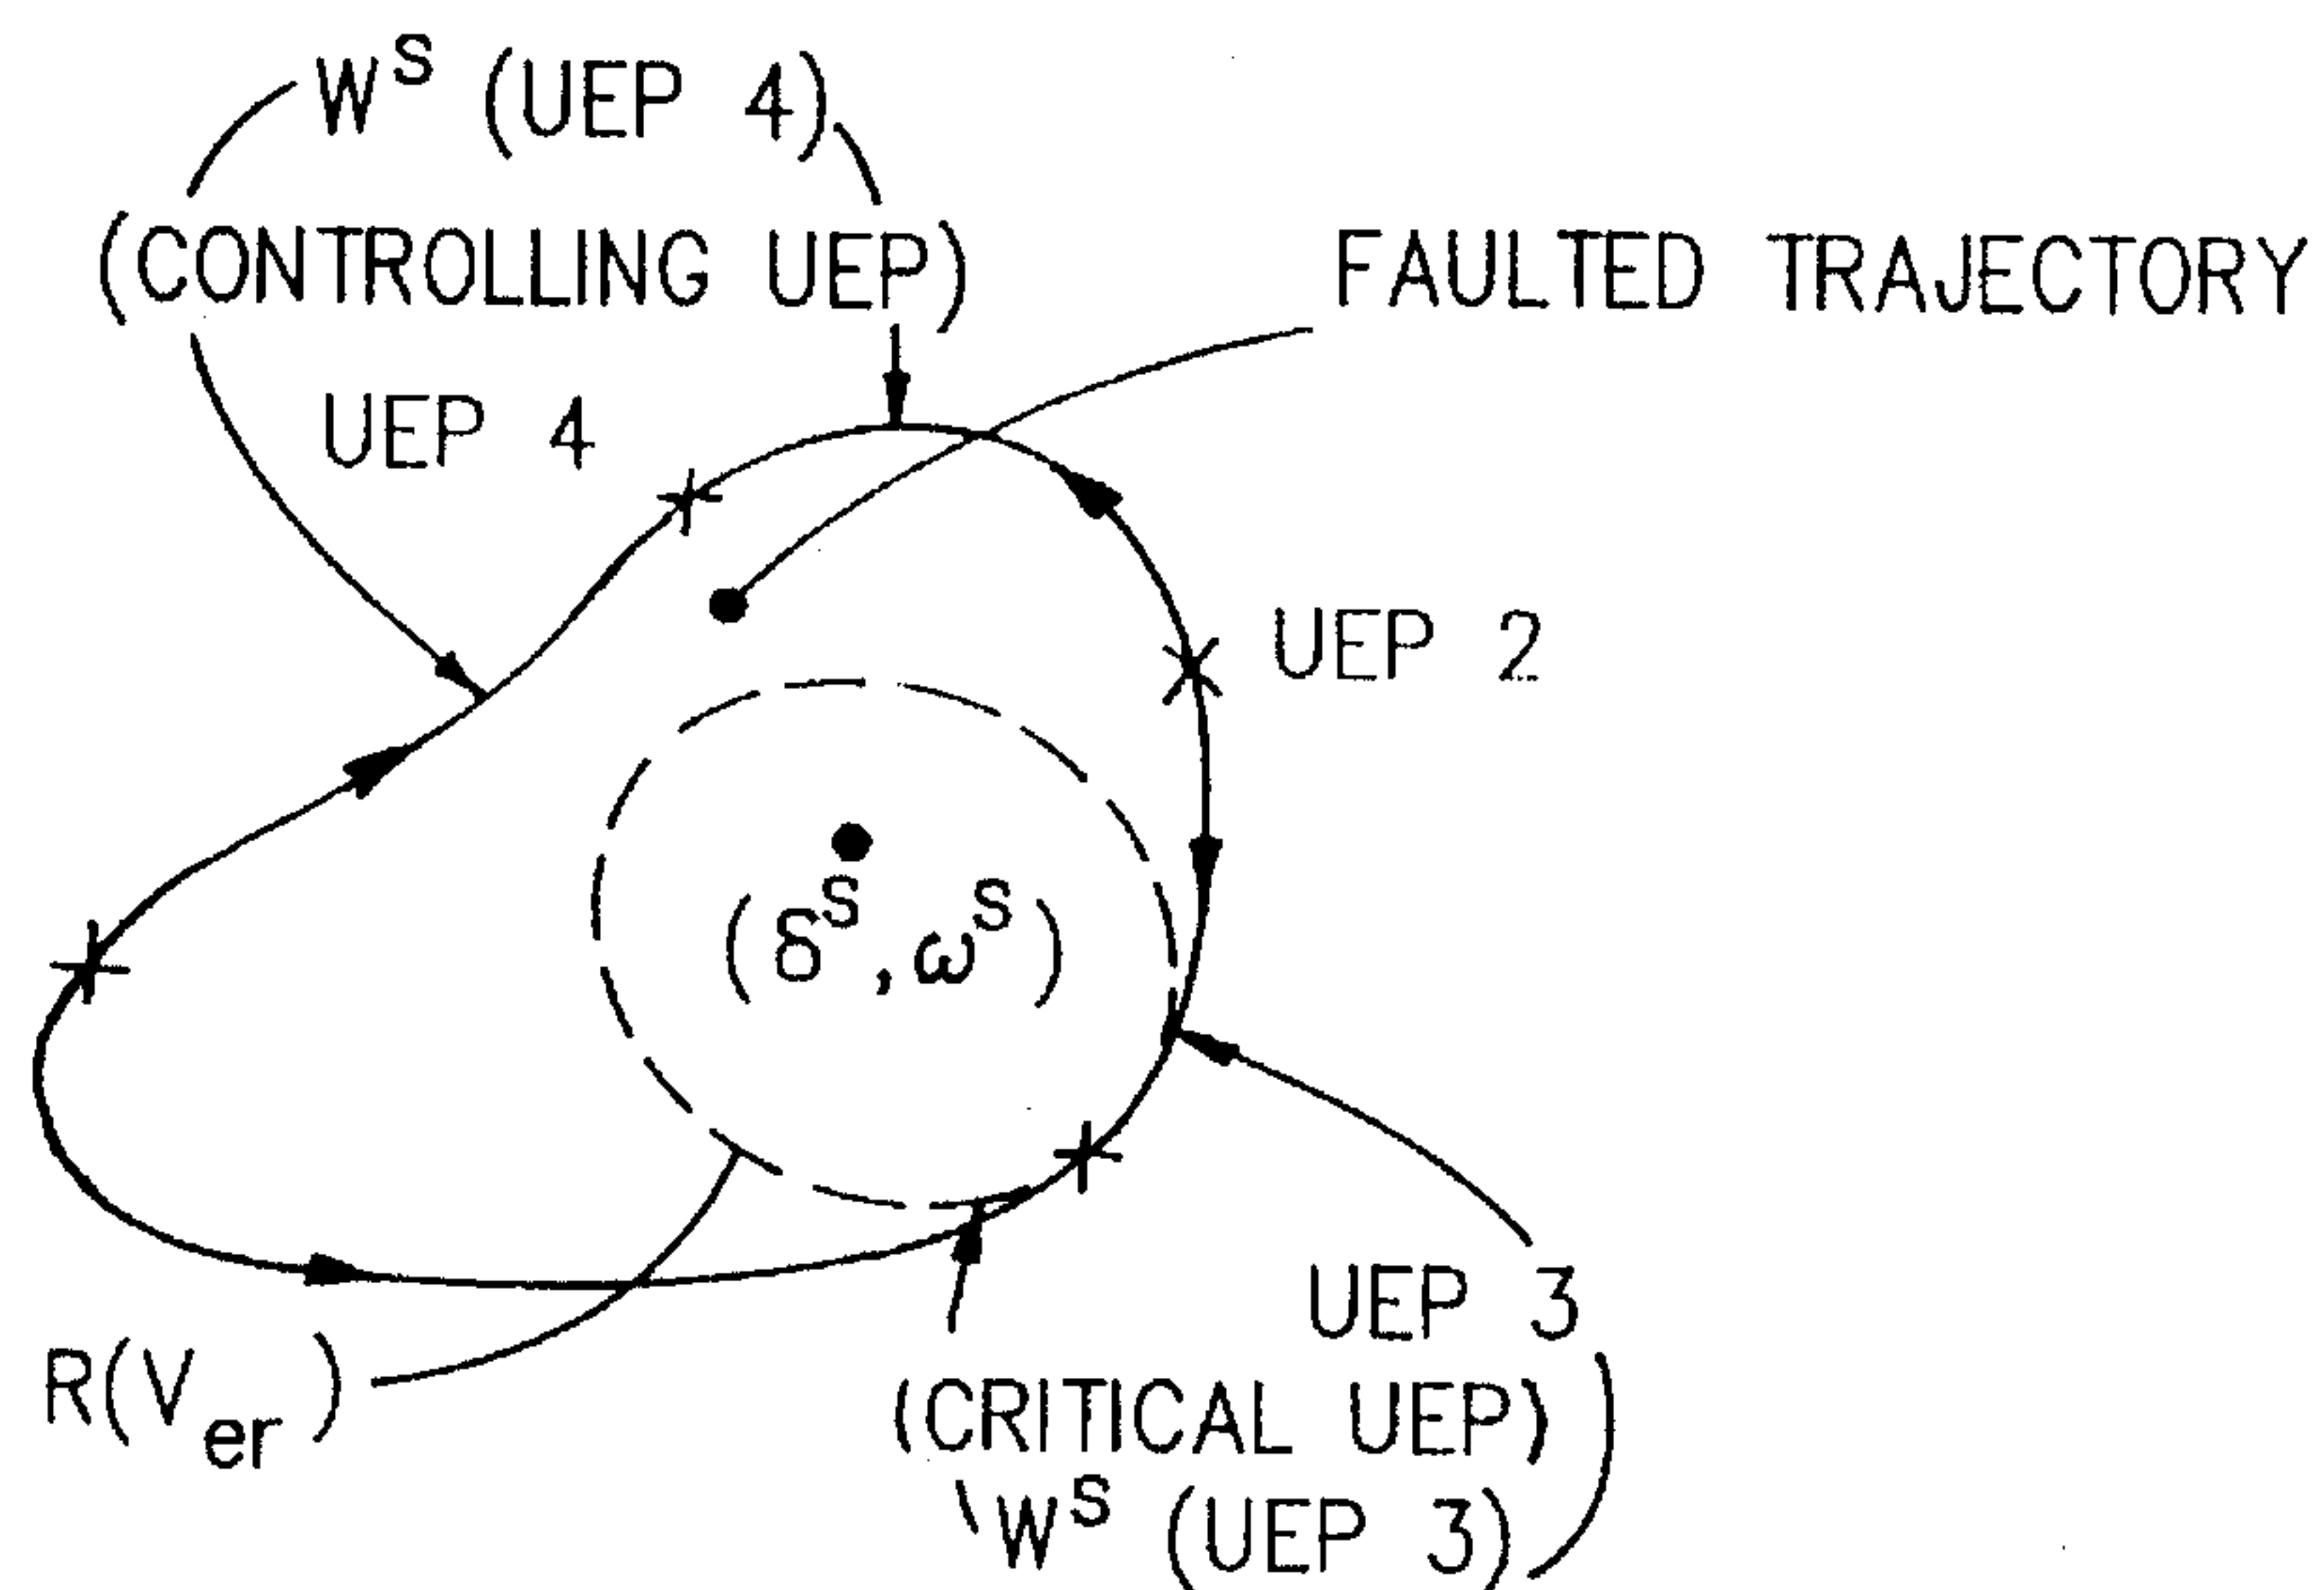 W^S (UEP 4)
(CONTROLLING UEP)
FAULTED TRAJECTORY
UEP 4
UEP 2
(δ^S, ω^S)
UEP 3
R(V_er)
(CRITICAL UEP)
W^S (UEP 3)